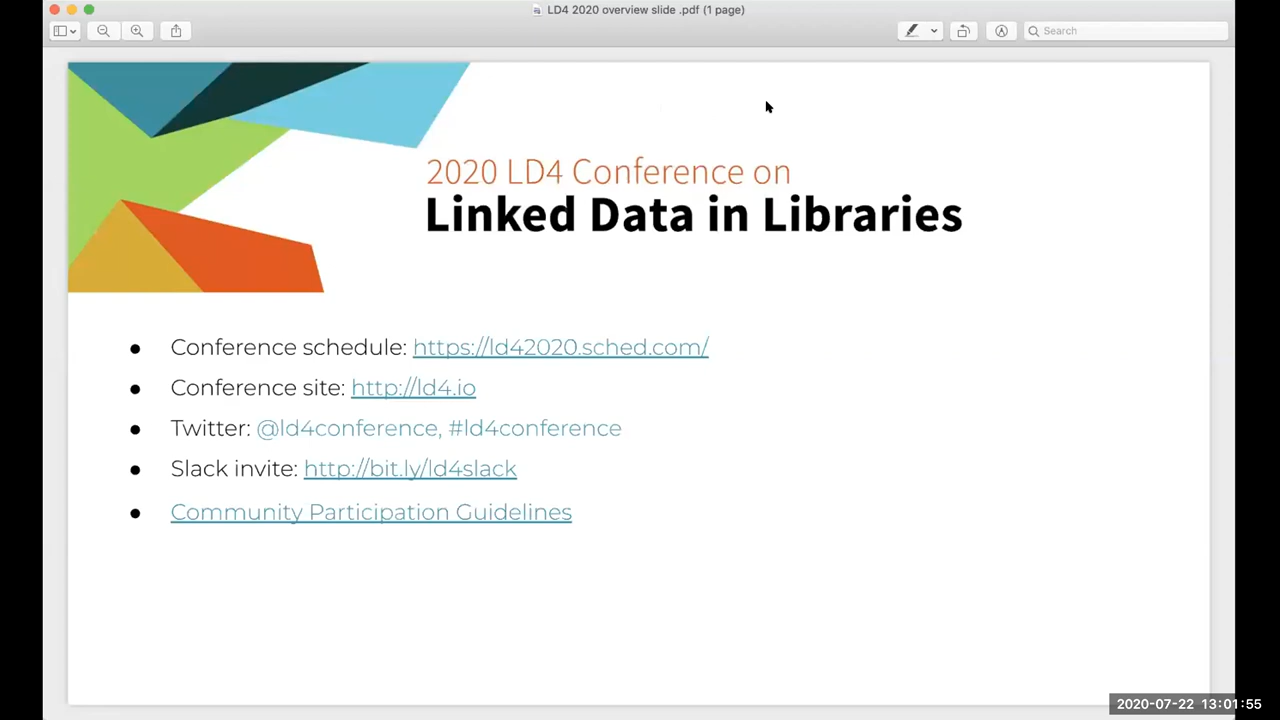 LD4 2020 overview slide .pdf (1 page)
Search
2020 LD4 Conference on
Linked Data in Libraries
● Conference schedule: https://ld42020.sched.com/
● Conference site: http://ld4.io
● Twitter: @ld4conference, #ld4conference
● Slack invite: http://bit.ly/ld4slack
● Community Participation Guidelines
2020-07-22 13:01:55